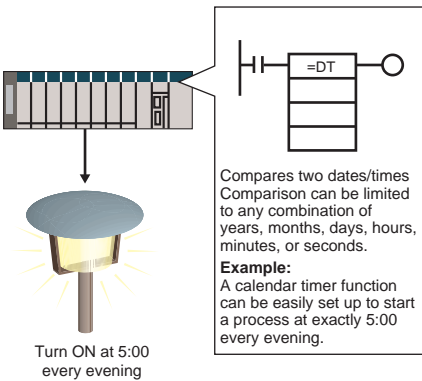 =DT
Compares two dates/times
Comparison can be limited
to any combination of
years, months, days, hours,
minutes, or seconds.
Example:
A calendar timer function
can be easily set up to start
a process at exactly 5:00
every evening.
Turn ON at 5:00
every evening